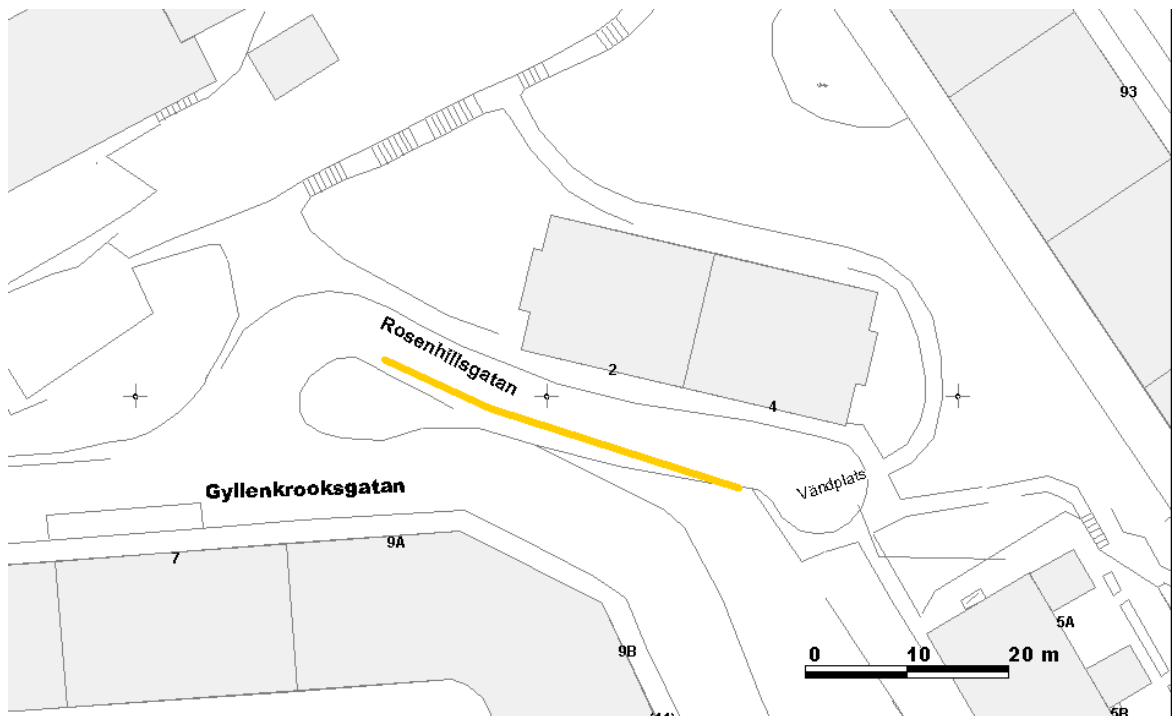 93
Rosenhillsgatan
2
4
Vändplats
Gyllenkrooksgatan
7
9A
9B
5A
5B
0 10 20 m